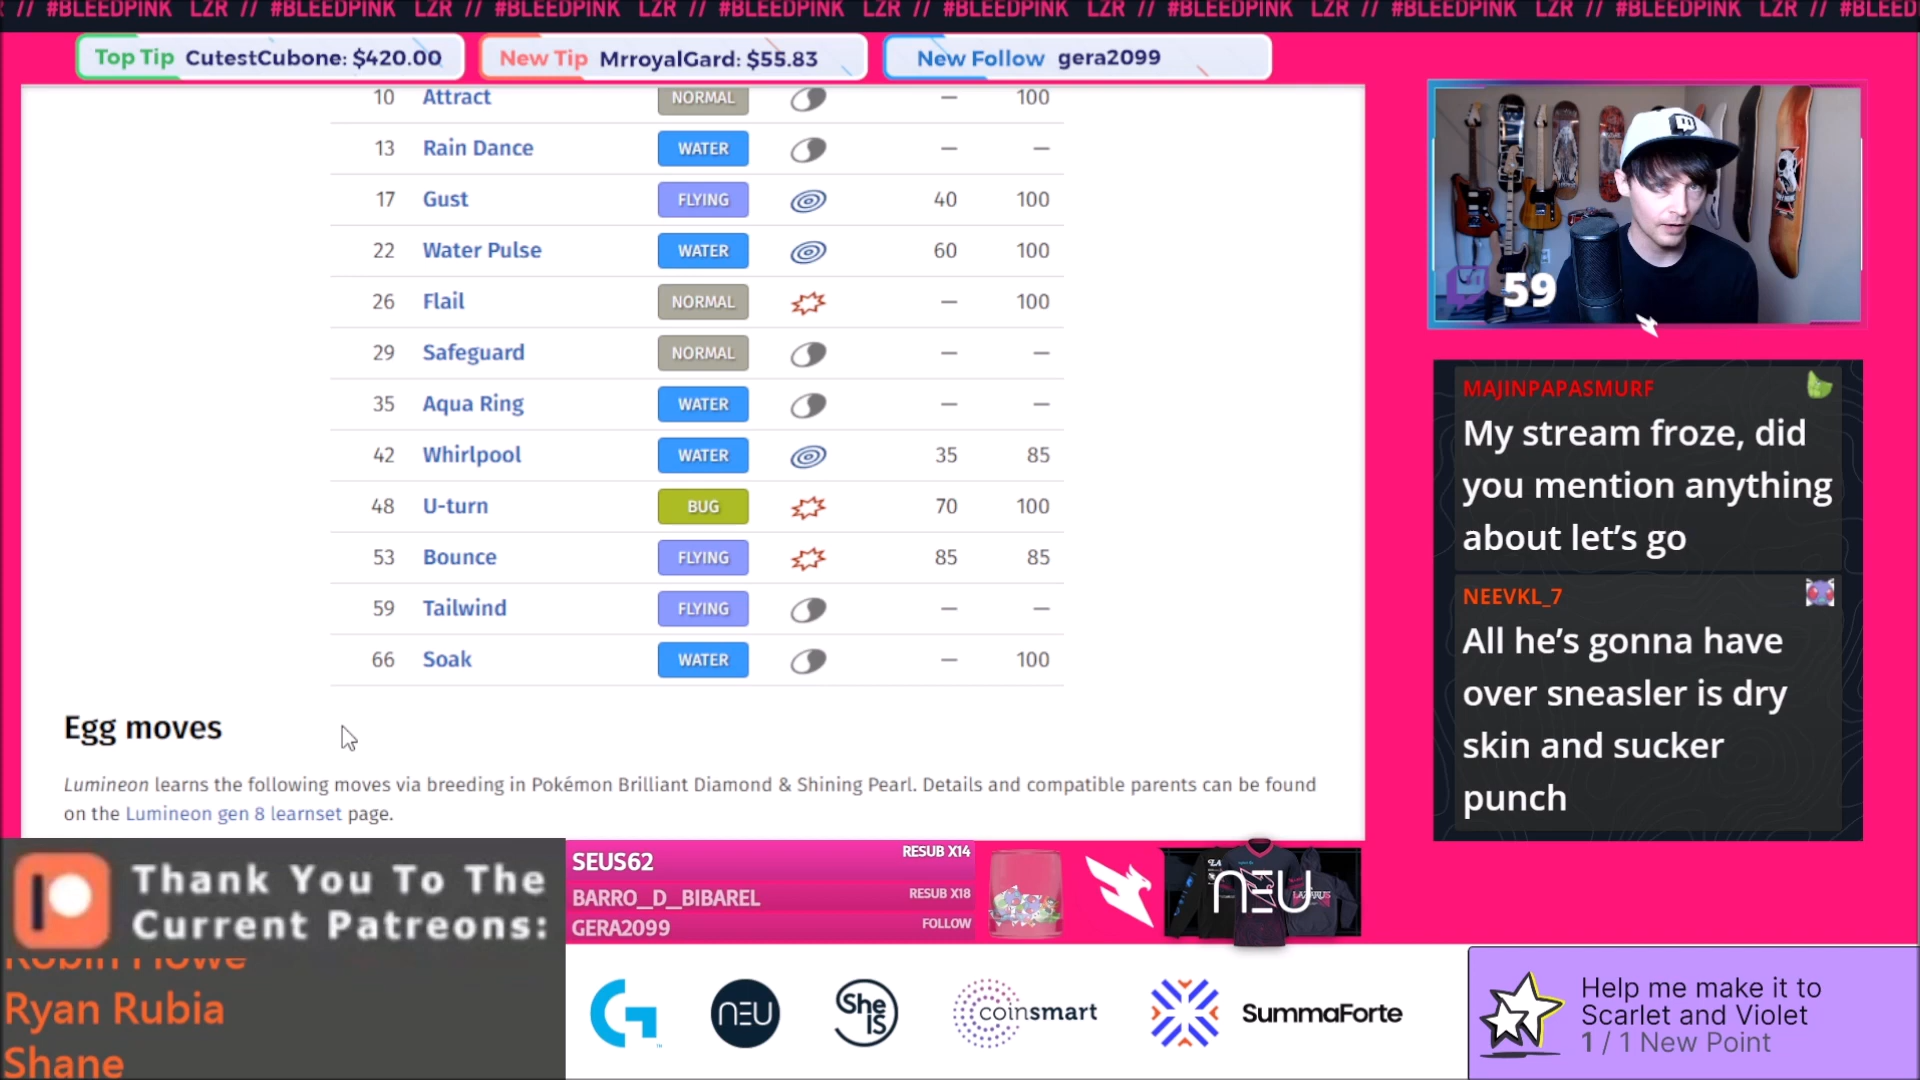 // #BLEEDPINK LZR // #BLEEDPINK LZR // #BLEEDPINK LZR // #BLEEDPINK LZR // #BLEEDPINK LZR // #BLEEDPINK LZR // #BLEEDPINK LZR // #BLEEDPINK LZR // #BLEED
Top Tip CutestCubone: $420.00
New Tip MrroyalGard: $55.83
New Follow gera2099
10 Attract NORMAL — 100
13 Rain Dance WATER — —
17 Gust FLYING 40 100
22 Water Pulse WATER 60 100
26 Flail NORMAL — 100
29 Safeguard NORMAL — —
35 Aqua Ring WATER — —
42 Whirlpool WATER 35 85
48 U-turn BUG 70 100
53 Bounce FLYING 85 85
59 Tailwind FLYING — —
66 Soak WATER — 100
Egg moves
Lumineon learns the following moves via breeding in Pokémon Brilliant Diamond & Shining Pearl. Details and compatible parents can be found
on the Lumineon gen 8 learnset page.
59
MAJINPAPASMURF
My stream froze, did
you mention anything
about let's go
NEEVKL_7
All he's gonna have
over sneasler is dry
skin and sucker
punch
Thank You To The
Current Patreons:
Ryan Rubia
Shane
SEUS62 RESUB X14
BARRO_D_BIBAREL RESUB X18
GERA2099 FOLLOW
NEU
NEU
She
IS
coinsmart
SummaForte
Help me make it to
Scarlet and Violet
1 / 1 New Point